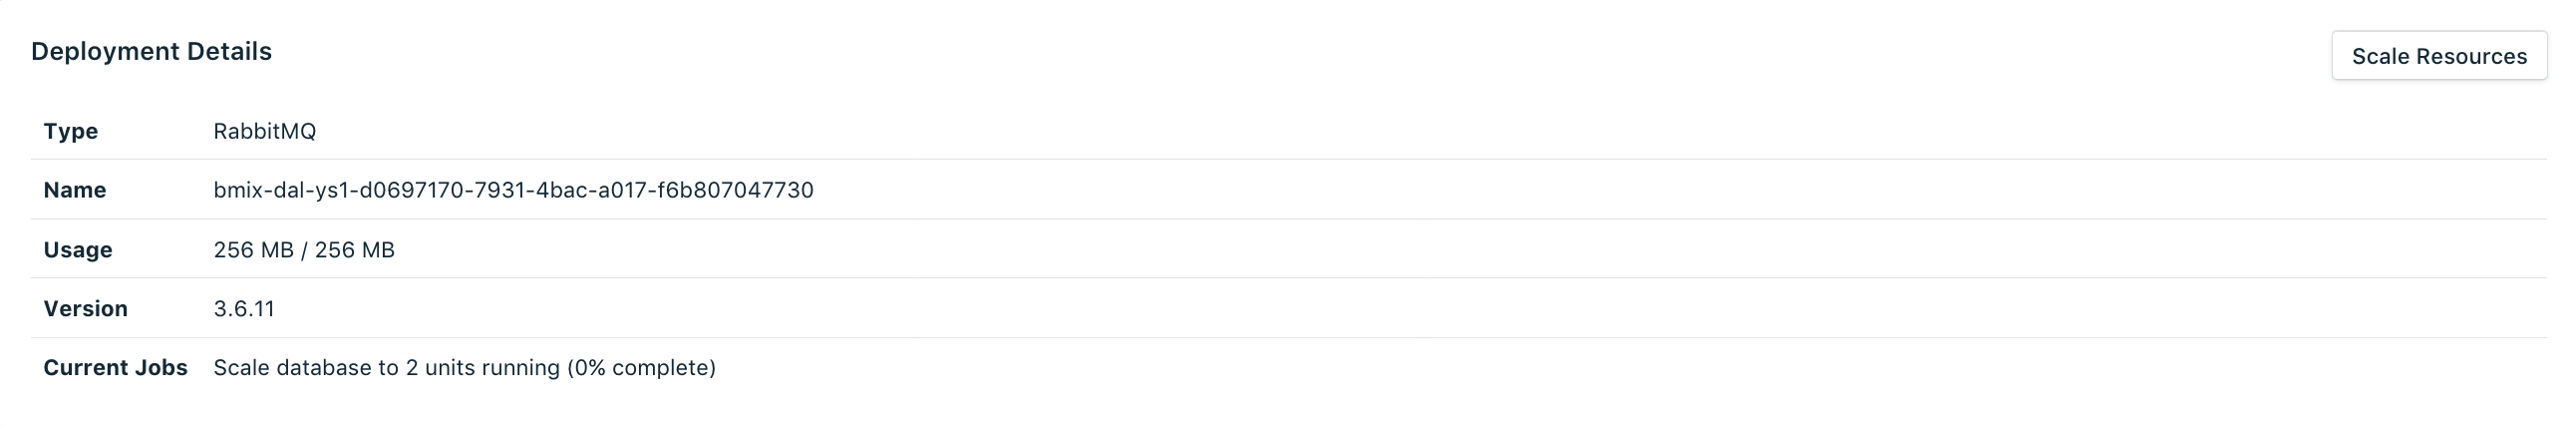 Deployment Details
Scale Resources
Type RabbitMQ
Name bmix-dal-ys1-d0697170-7931-4bac-a017-f6b807047730
Usage 256 MB / 256 MB
Version 3.6.11
Current Jobs Scale database to 2 units running (0% complete)